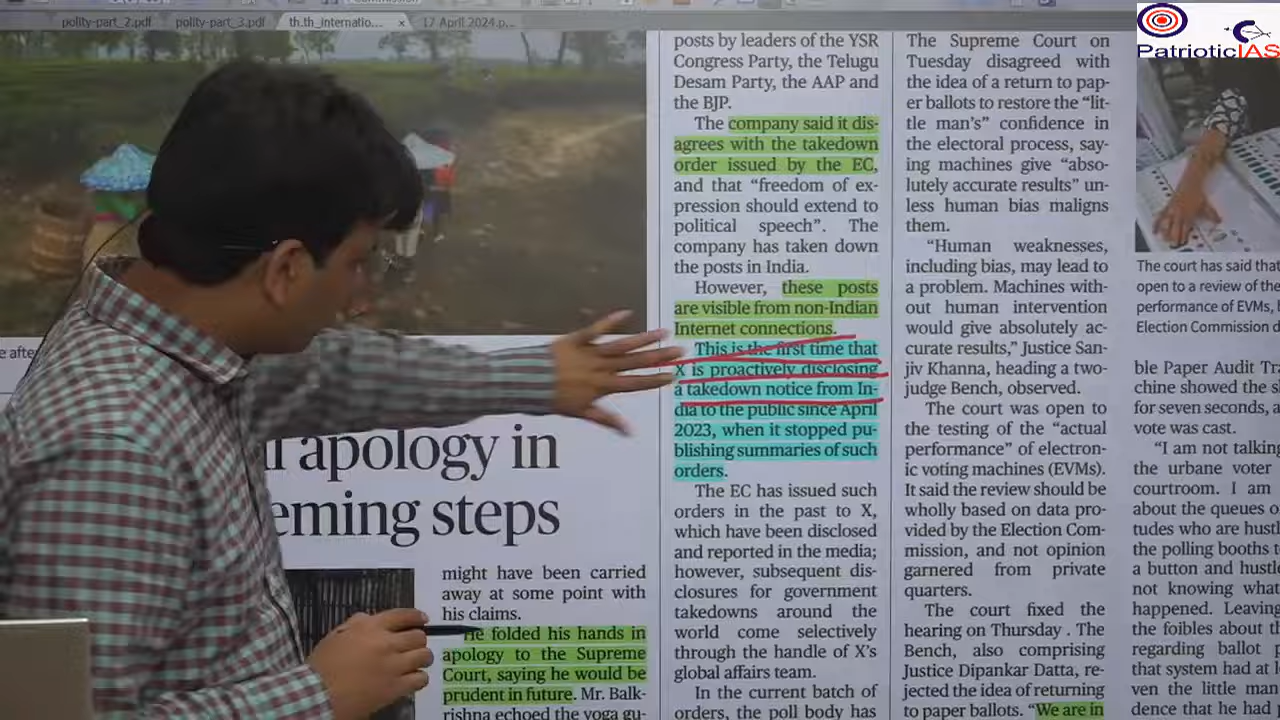 polity-part_2.pdf
polity-part_3.pdf
th.th_internatio...
17 April 2024.p...
PatrioticIAS
posts by leaders of the YSR
Congress Party, the Telugu
Desam Party, the AAP and
the BJP.
The company said it dis-
agrees with the takedown
order issued by the EC,
and that “freedom of ex-
pression should extend to
political speech”. The
company has taken down
the posts in India.
However, these posts
are visible from non-Indian
Internet connections.
This is the first time that
X is proactively disclosing
a takedown notice from In-
dia to the public since April
2023, when it stopped pu-
blishing summaries of such
orders.
The EC has issued such
orders in the past to X,
which have been disclosed
and reported in the media;
however, subsequent dis-
closures for government
takedowns around the
world come selectively
through the handle of X’s
global affairs team.
In the current batch of
orders, the poll body has
The Supreme Court on
Tuesday disagreed with
the idea of a return to pap-
er ballots to restore the “lit-
tle man’s” confidence in
the electoral process, say-
ing machines give “abso-
lutely accurate results” un-
less human bias maligns
them.
“Human weaknesses,
including bias, may lead to
a problem. Machines with-
out human intervention
would give absolutely ac-
curate results,” Justice San-
jiv Khanna, heading a two-
judge Bench, observed.
The court was open to
the testing of the “actual
performance” of electron-
ic voting machines (EVMs).
It said the review should be
wholly based on data pro-
vided by the Election Com-
mission, and not opinion
garnered from private
quarters.
The court fixed the
hearing on Thursday . The
Bench, also comprising
Justice Dipankar Datta, re-
jected the idea of returning
to paper ballots. “We are in
The court has said that
open to a review of the
performance of EVMs,
Election Commission
ble Paper Audit Tra
chine showed the s
for seven seconds, a
vote was cast.
“I am not talking
the urbane voter
courtroom. I am
about the queues o
tudes who are hustl
the polling booths t
a button and hustle
not knowing what
happened. Leaving
the foibles about th
regarding ballot p
that system had at l
ven the little man
dence that he had
e afte
apology in
eming steps
might have been carried
away at some point with
his claims.
He folded his hands in
apology to the Supreme
Court, saying he would be
prudent in future. Mr. Balk-
rishna echoed the yoga gu-